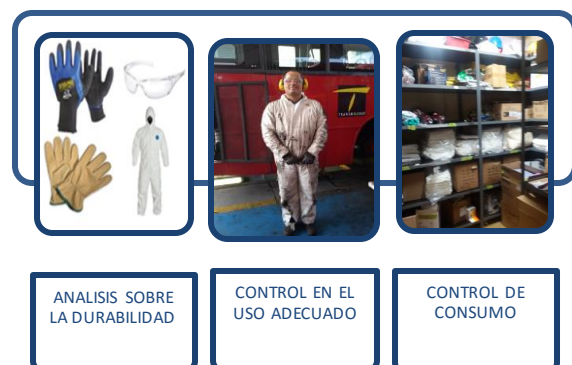 ANALISIS SOBRE
LA DURABILIDAD
CONTROL EN EL
USO ADECUADO
CONTROL DE
CONSUMO